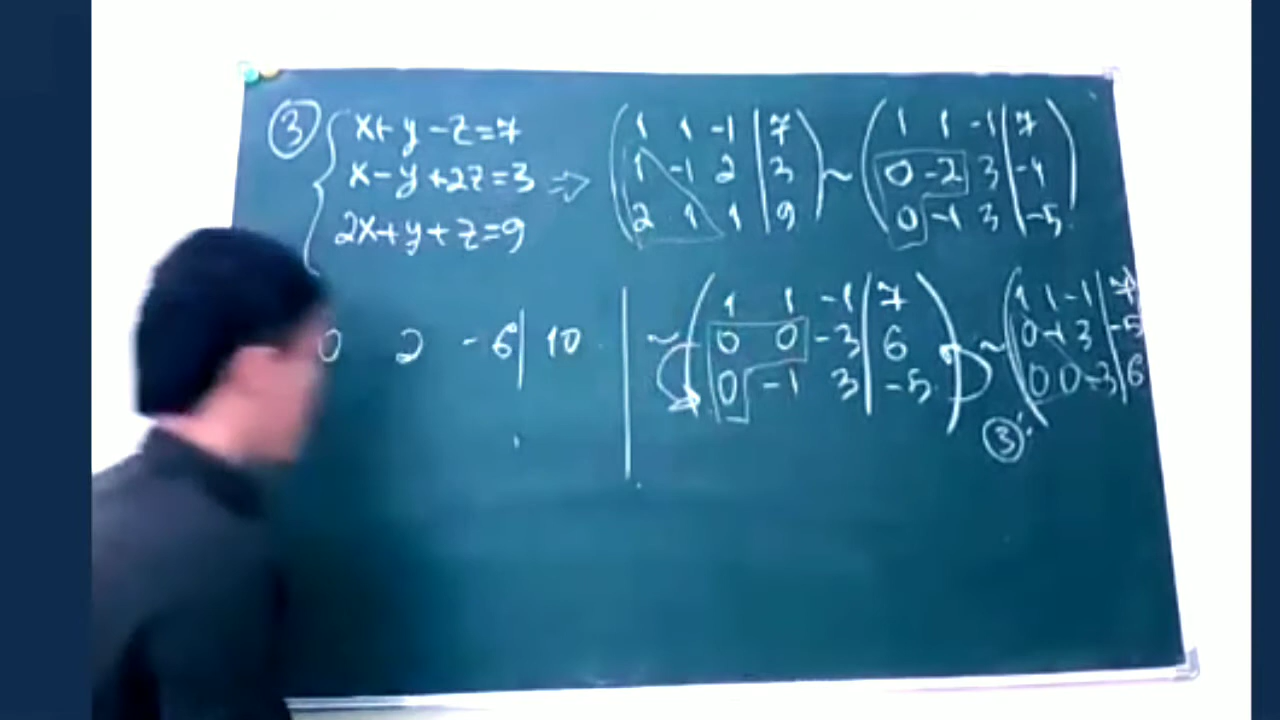 ③ { x+y-z=7 ⇒ ( 1 1 -1 | 7 ) ~ ( 1 1 -1 | 7 )
x-y+2z=3 ( 1 -1 2 | 3 ) ( 0 -2 3 | -4 )
2x+y+z=9 ( 2 1 1 | 9 ) ( 0 -1 3 | -5 )
~ ( 1 1 -1 | 7 ) ~ ( 1 1 -1 | 7
0 2 -6 | 10 ( 0 0 -3 | 6 ) ( 0 -1 3 | -5
( 0 -1 3 | -5 ) ( 0 0 -3 | 6
③: